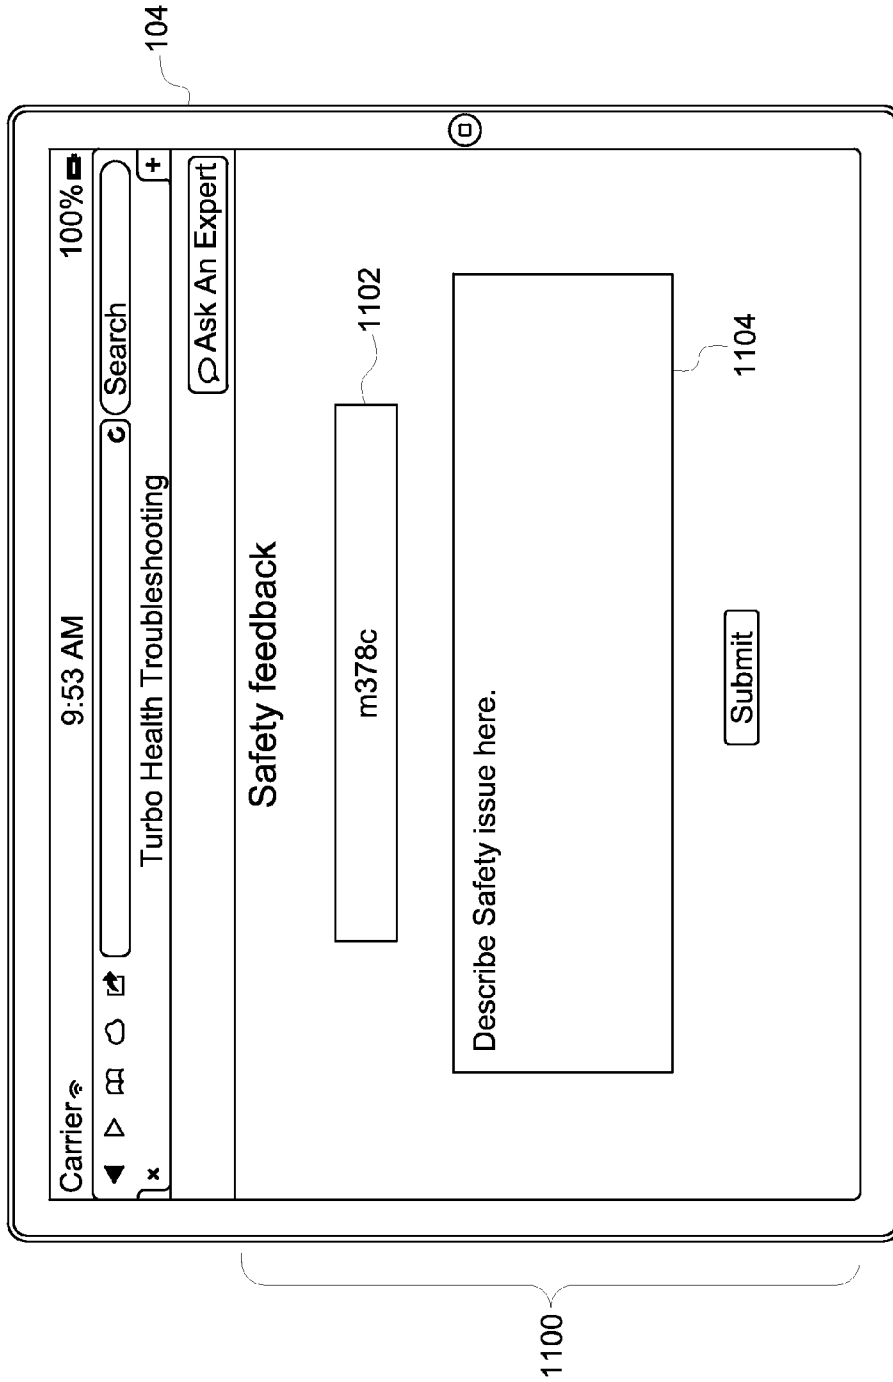 104
Carrier 9:53 AM 100%
Search
x Turbo Health Troubleshooting +
Ask An Expert
Safety feedback
m378c
1102
Describe Safety issue here.
1104
Submit
1100